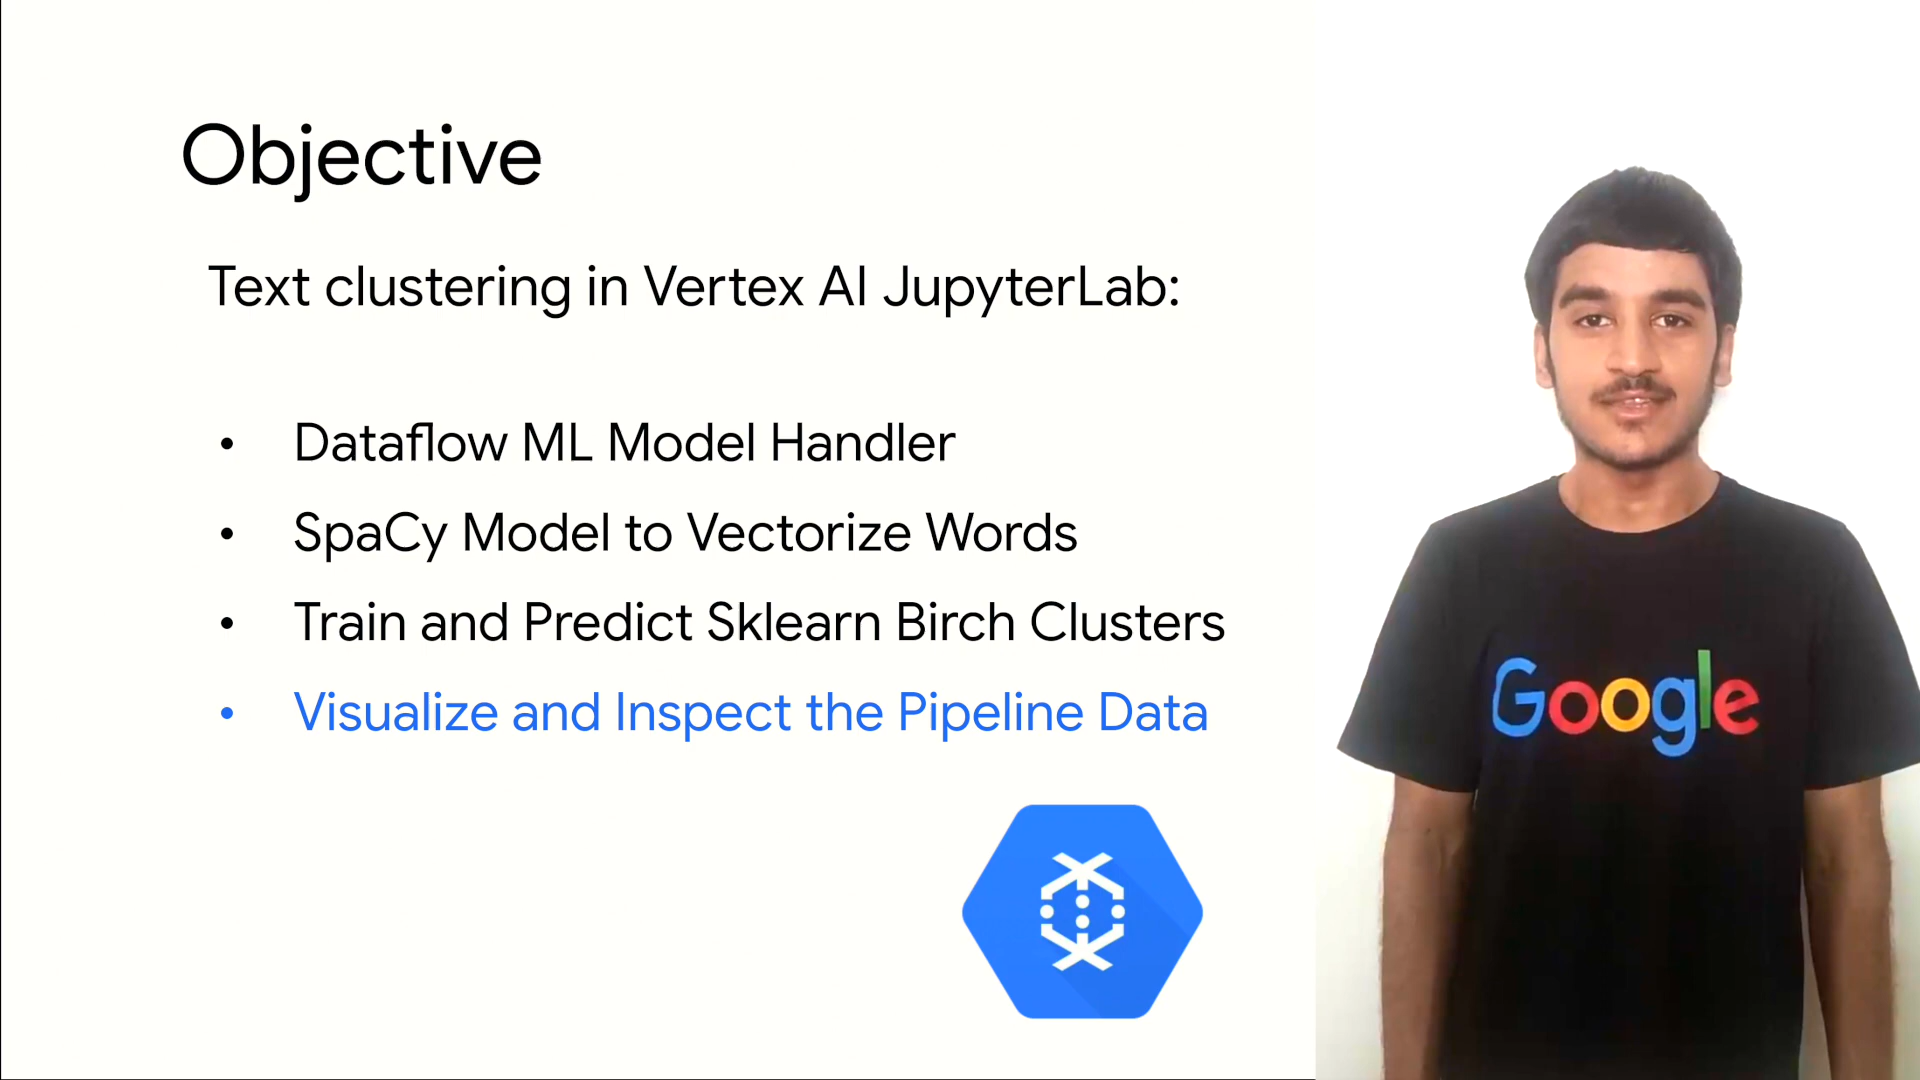 Objective
Text clustering in Vertex AI JupyterLab:
• Dataflow ML Model Handler
• SpaCy Model to Vectorize Words
• Train and Predict Sklearn Birch Clusters
• Visualize and Inspect the Pipeline Data
Google